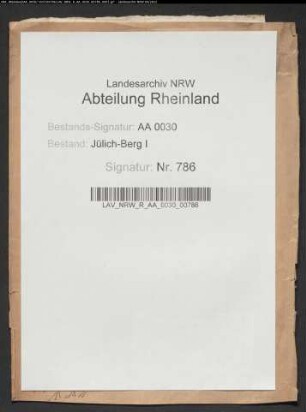 Landesarchiv NRW
Abteilung Rheinland
Bestands-Signatur: AA 0030
Bestand: Jülich-Berg I
Signatur: Nr. 786
LAV_NRW_R_AA_0030_00786